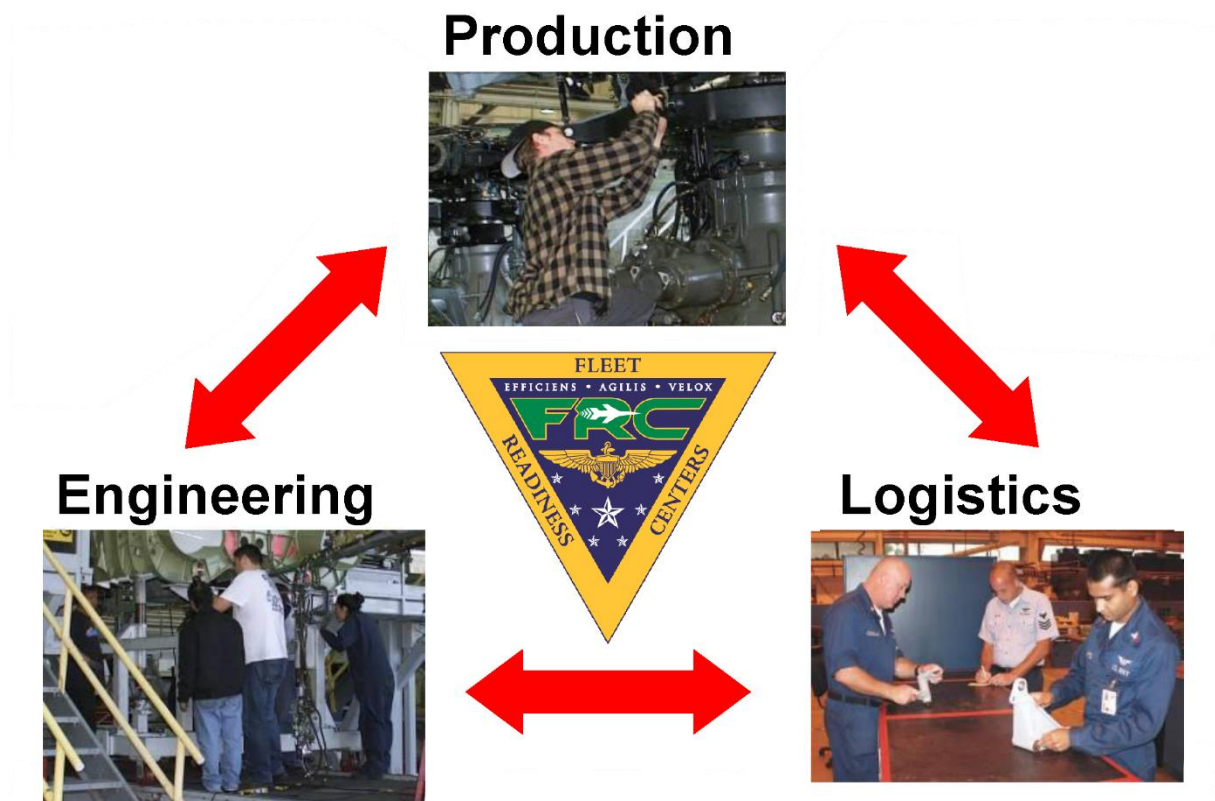 Production
FLEET
EFFICIENS • AGILIS • VELOX
FRC
READINESS
CENTERS
Engineering
Logistics